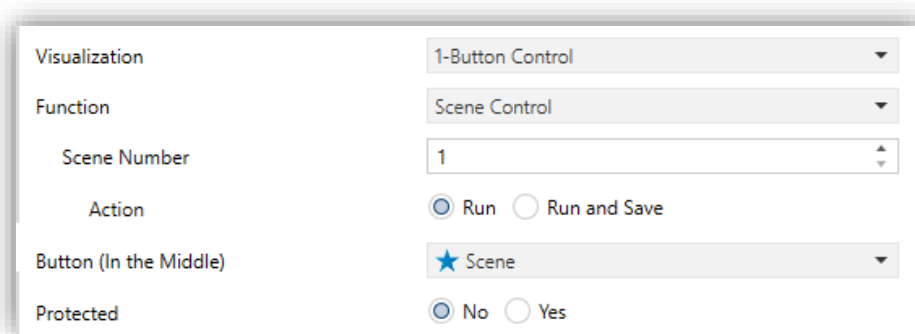 Visualization 1-Button Control
Function Scene Control
Scene Number 1
Action Run Run and Save
Button (In the Middle) Scene
Protected No Yes